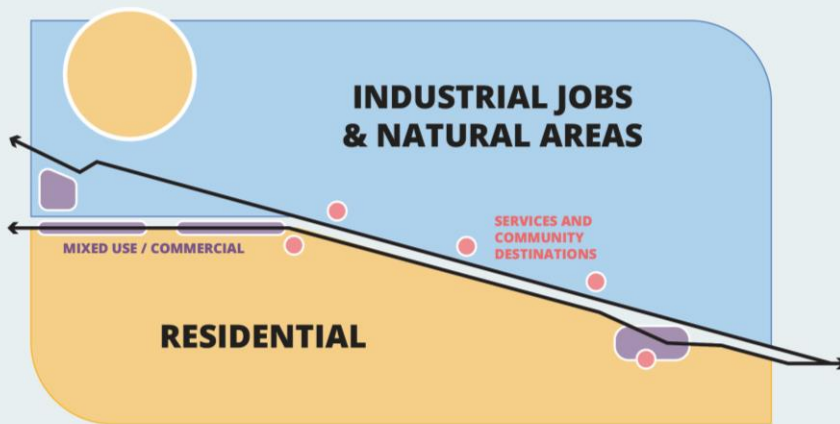 INDUSTRIAL JOBS
& NATURAL AREAS
SERVICES AND
COMMUNITY
DESTINATIONS
MIXED USE / COMMERCIAL
RESIDENTIAL